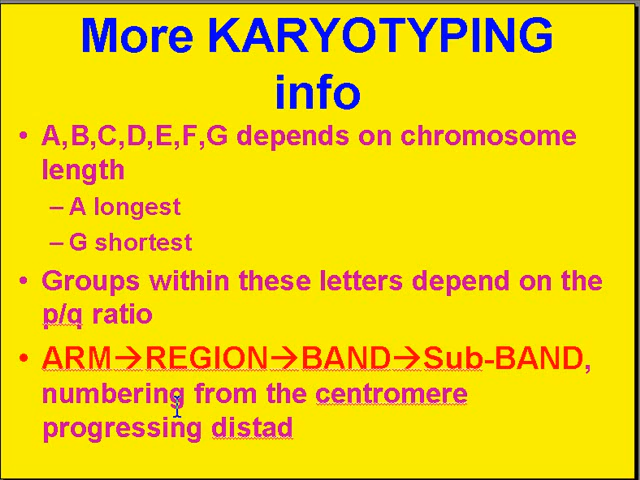 More KARYOTYPING
info
• A,B,C,D,E,F,G depends on chromosome
length
– A longest
– G shortest
• Groups within these letters depend on the
p/q ratio
• ARM→REGION→BAND→Sub-BAND,
numbering from the centromere
progressing distad